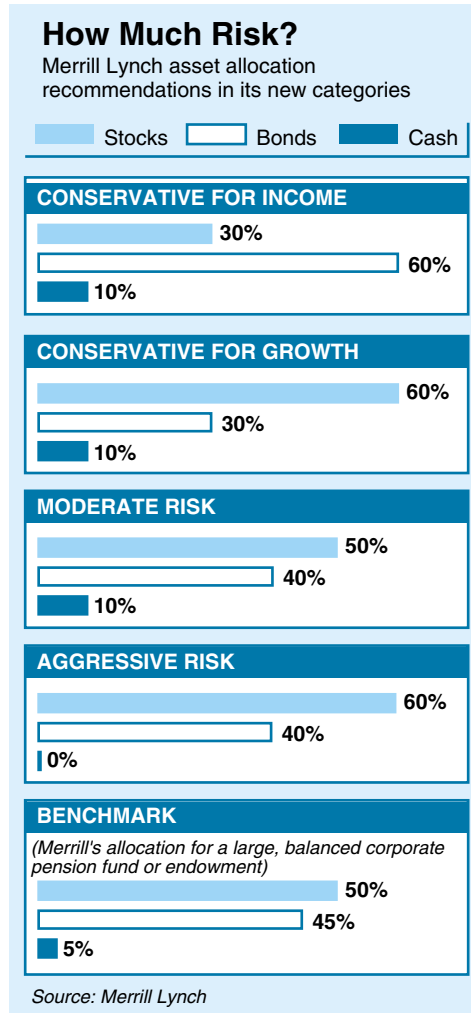 How Much Risk?
Merrill Lynch asset allocation
recommendations in its new categories
Stocks Bonds Cash
CONSERVATIVE FOR INCOME
30%
60%
10%
CONSERVATIVE FOR GROWTH
60%
30%
10%
MODERATE RISK
50%
40%
10%
AGGRESSIVE RISK
60%
40%
0%
BENCHMARK
(Merrill's allocation for a large, balanced corporate
pension fund or endowment)
50%
45%
5%
Source: Merrill Lynch